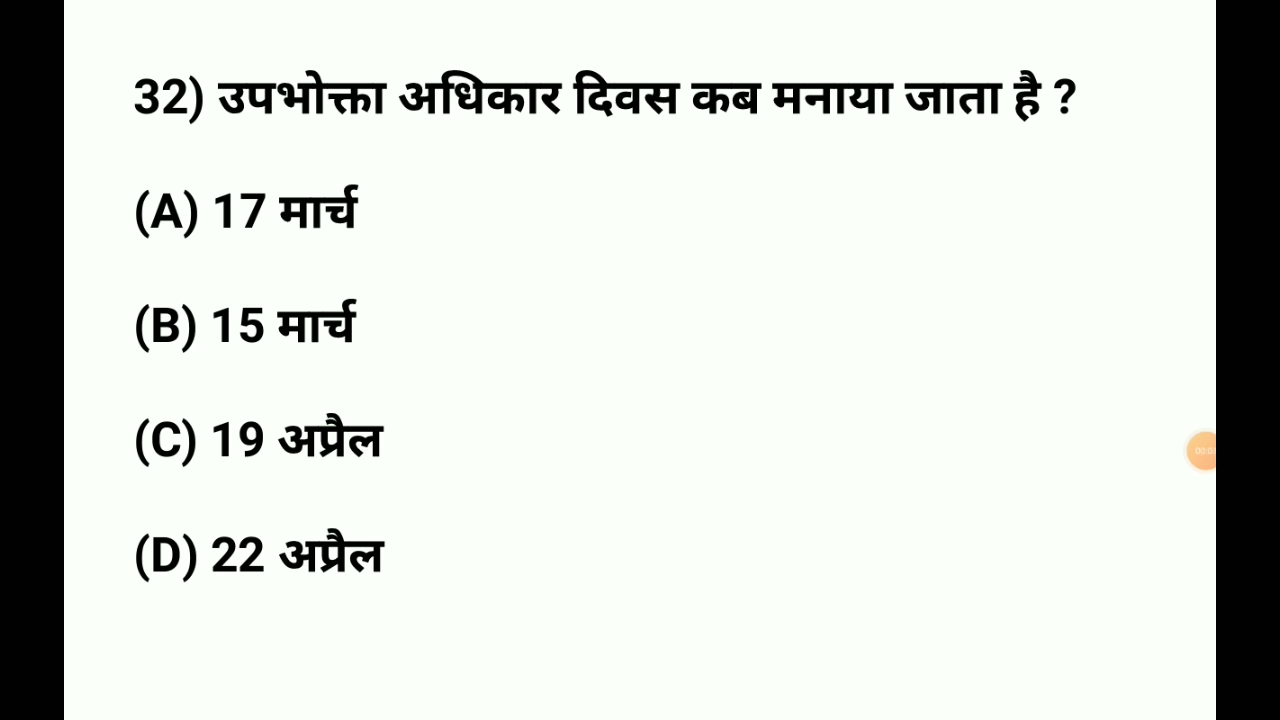 32) उपभोक्ता अधिकार दिवस कब मनाया जाता है ?
(A) 17 मार्च
(B) 15 मार्च
(C) 19 अप्रैल
(D) 22 अप्रैल